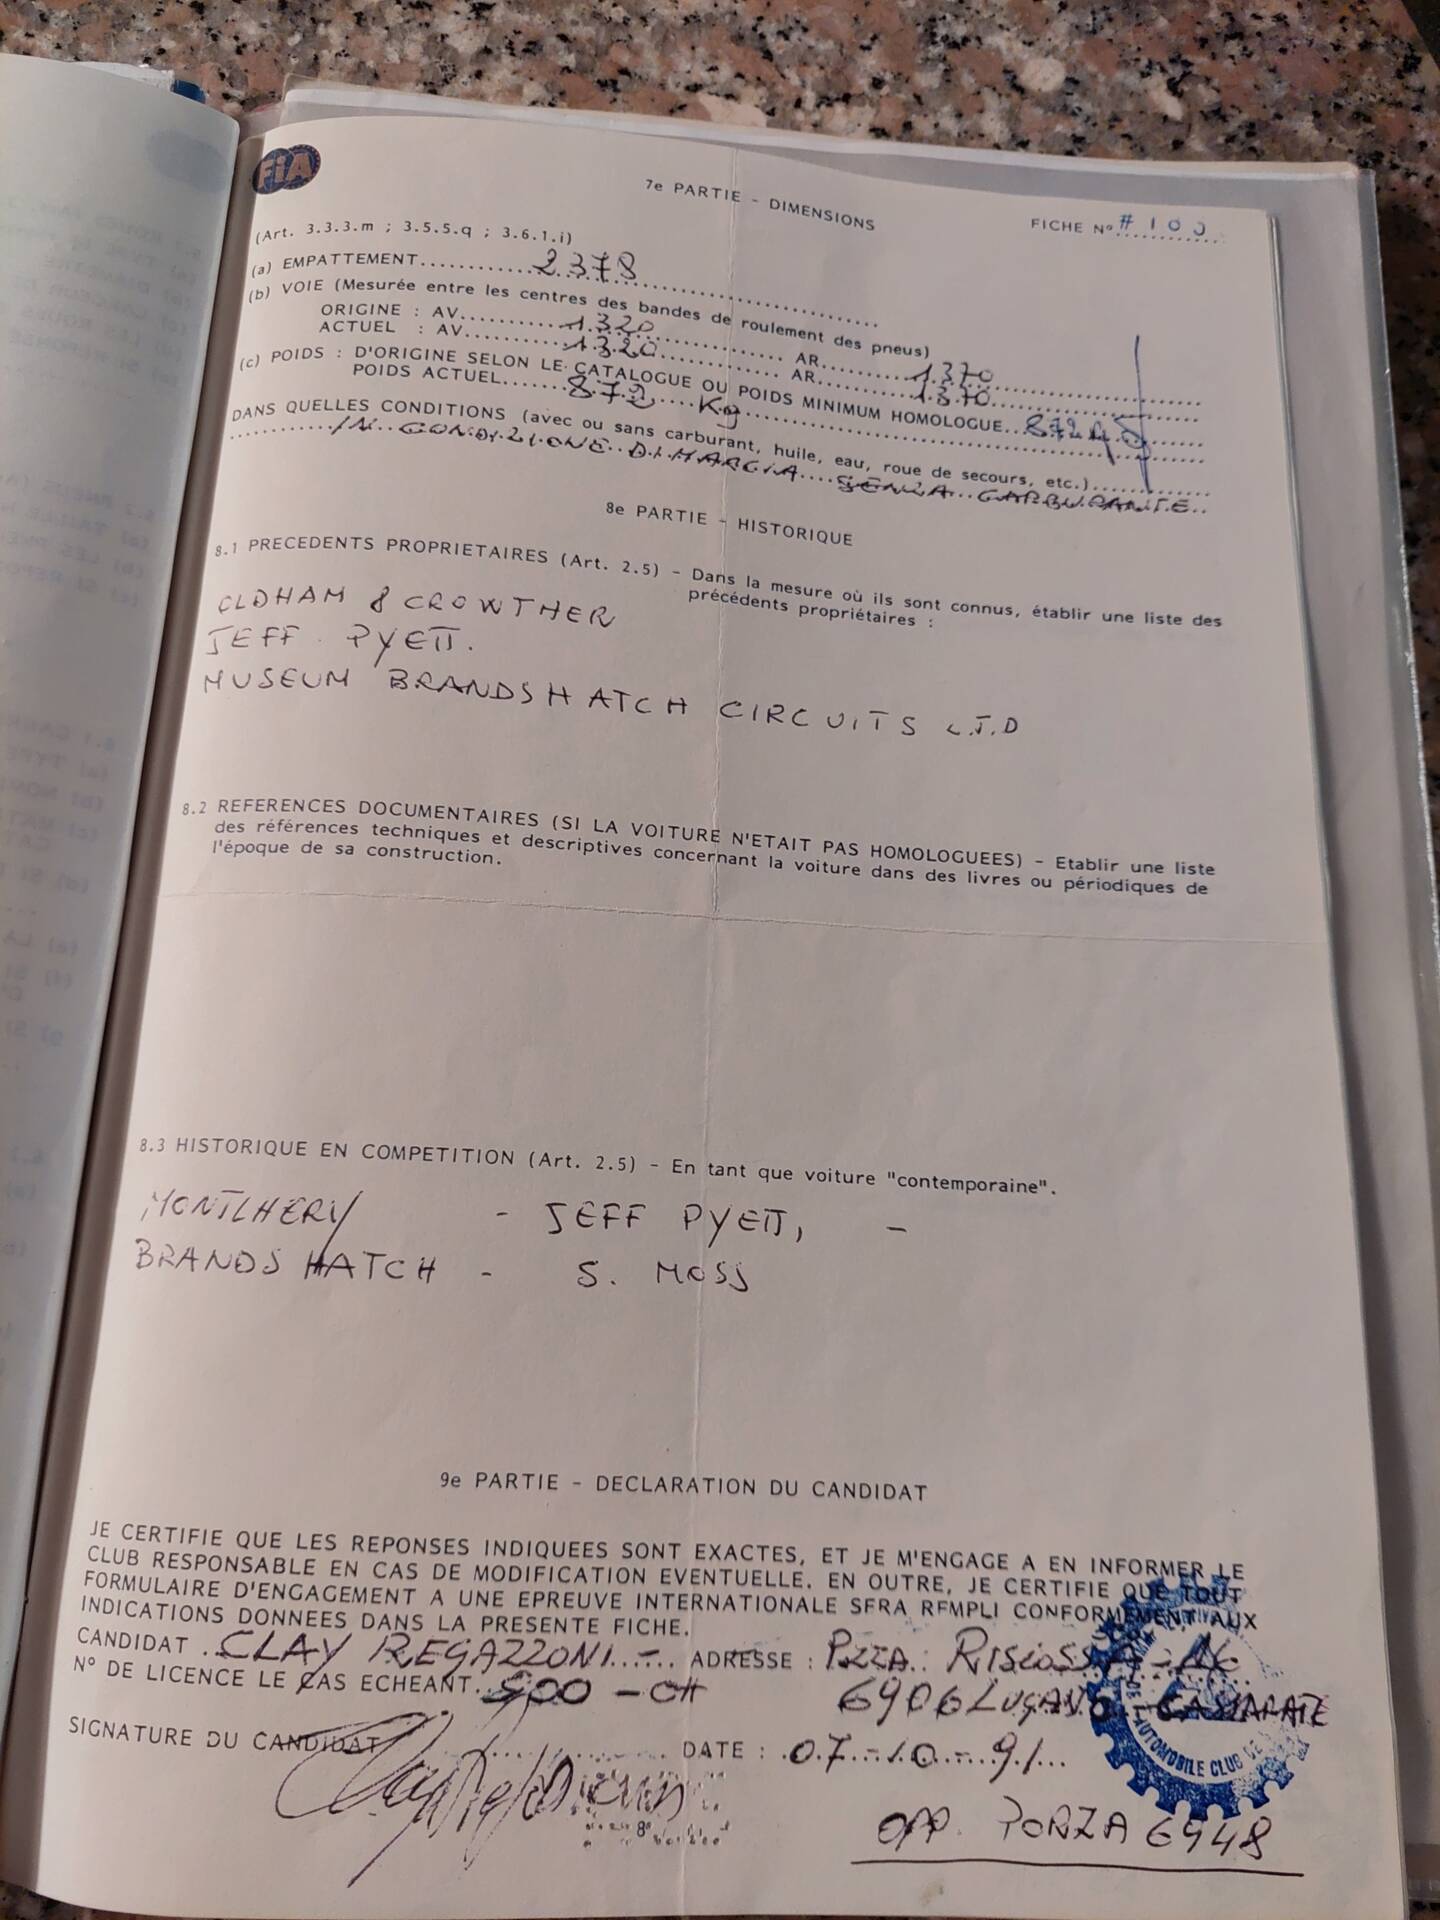 FIA
7e PARTIE - DIMENSIONS
FICHE N° # 100
(Art. 3.3.3.m ; 3.5.5.q ; 3.6.1.i)
(a) EMPATTEMENT..........2378..........
(b) VOIE (Mesurée entre les centres des bandes de roulement des pneus)
ORIGINE : AV..........1320.......... AR..........1370..........
ACTUEL : AV..........1320.......... AR..........1370..........
(c) POIDS : D'ORIGINE SELON LE CATALOGUE OU POIDS MINIMUM HOMOLOGUE...872
POIDS ACTUEL......872....Kg..........
DANS QUELLES CONDITIONS (avec ou sans carburant, huile, eau, roue de secours, etc.)..........
..........IN CONDIZIONE DI MARCIA....SENZA CARBURANTE..
8e PARTIE - HISTORIQUE
8.1 PRECEDENTS PROPRIETAIRES (Art. 2.5) - Dans la mesure où ils sont connus, établir une liste des
précédents propriétaires :
OLDHAM & CROWTHER
JEFF. PYETT.
MUSEUM BRANDSHATCH CIRCUITS L.T.D
8.2 REFERENCES DOCUMENTAIRES (SI LA VOITURE N'ETAIT PAS HOMOLOGUEES) - Etablir une liste
des références techniques et descriptives concernant la voiture dans des livres ou périodiques de
l'époque de sa construction.
8.3 HISTORIQUE EN COMPETITION (Art. 2.5) - En tant que voiture "contemporaine".
MONTLHERY - JEFF PYETT, -
BRANDS HATCH - S. MOSS
9e PARTIE - DECLARATION DU CANDIDAT
JE CERTIFIE QUE LES REPONSES INDIQUEES SONT EXACTES, ET JE M'ENGAGE A EN INFORMER LE
CLUB RESPONSABLE EN CAS DE MODIFICATION EVENTUELLE. EN OUTRE, JE CERTIFIE QUE TOUT
FORMULAIRE D'ENGAGEMENT A UNE EPREUVE INTERNATIONALE SERA REMPLI CONFORMEMENT AUX
INDICATIONS DONNEES DANS LA PRESENTE FICHE.
CANDIDAT .CLAY REGAZZONI..-... ADRESSE : P.ZZA.
N° DE LICENCE LE CAS ECHEANT..500 - CH 6906 LUGANO CASSARATE
SIGNATURE DU CANDIDAT .......... DATE : .07.-10.-.91...
AUTOMOBILE CLUB DE
8
OPP. PORZA 6948